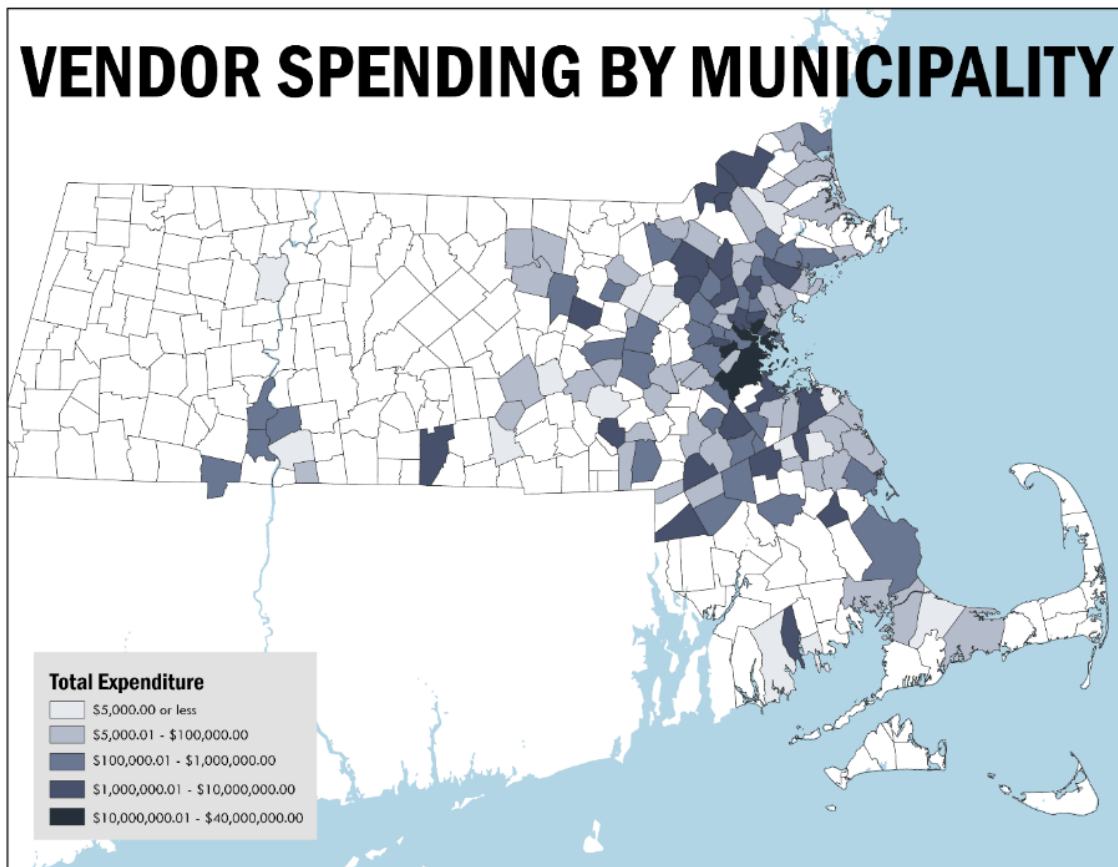 VENDOR SPENDING BY MUNICIPALITY
Total Expenditure
$5,000.00 or less
$5,000.01 - $100,000.00
$100,000.01 - $1,000,000.00
$1,000,000.01 - $10,000,000.00
$10,000,000.01 - $40,000,000.00